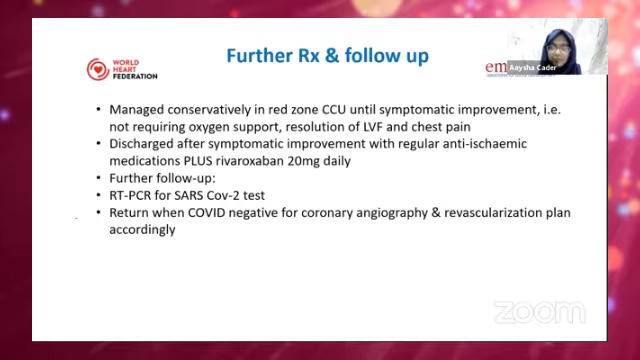 Further Rx & follow up
WORLD
HEART
FEDERATION
em
Aaysha Cader
• Managed conservatively in red zone CCU until symptomatic improvement, i.e.
not requiring oxygen support, resolution of LVF and chest pain
• Discharged after symptomatic improvement with regular anti-ischaemic
medications PLUS rivaroxaban 20mg daily
• Further follow-up:
• RT-PCR for SARS Cov-2 test
• Return when COVID negative for coronary angiography & revascularization plan
accordingly
zoom